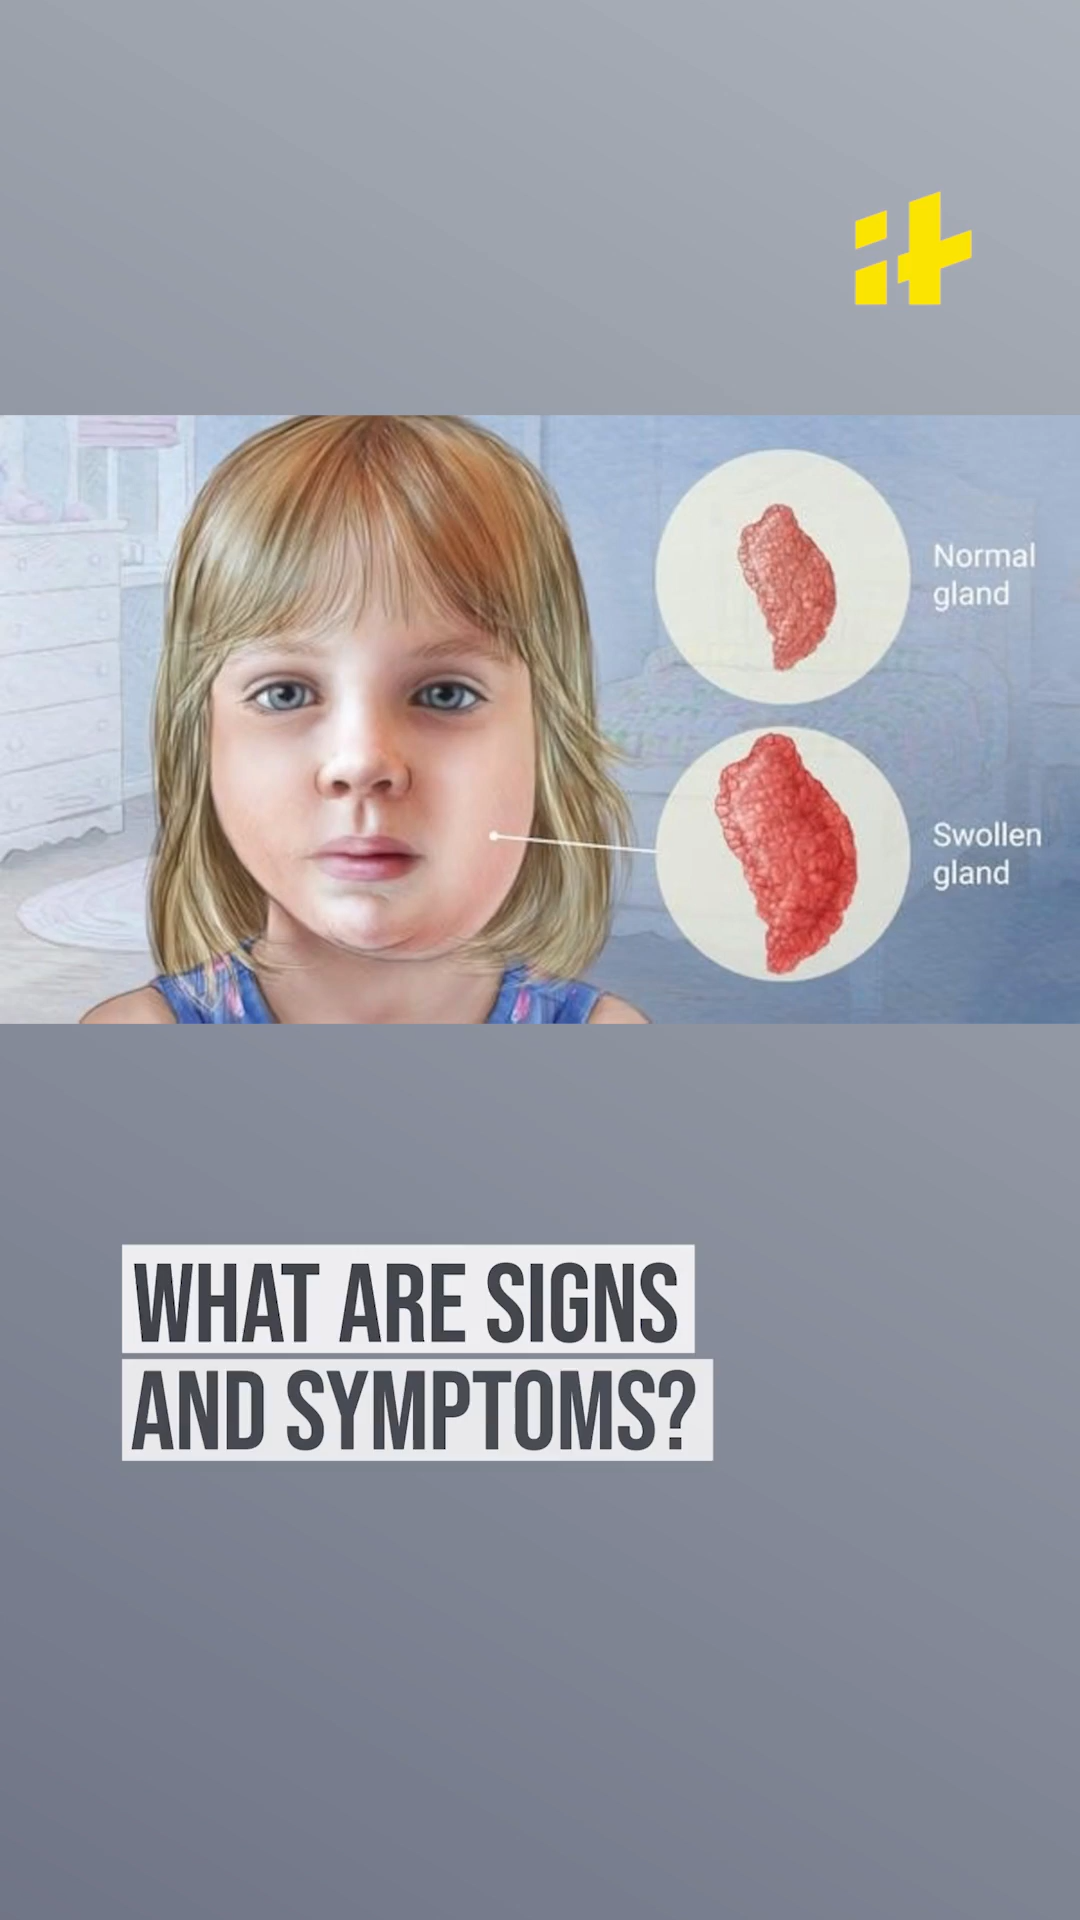 Normal
gland
Swollen
gland
WHAT ARE SIGNS
AND SYMPTOMS?